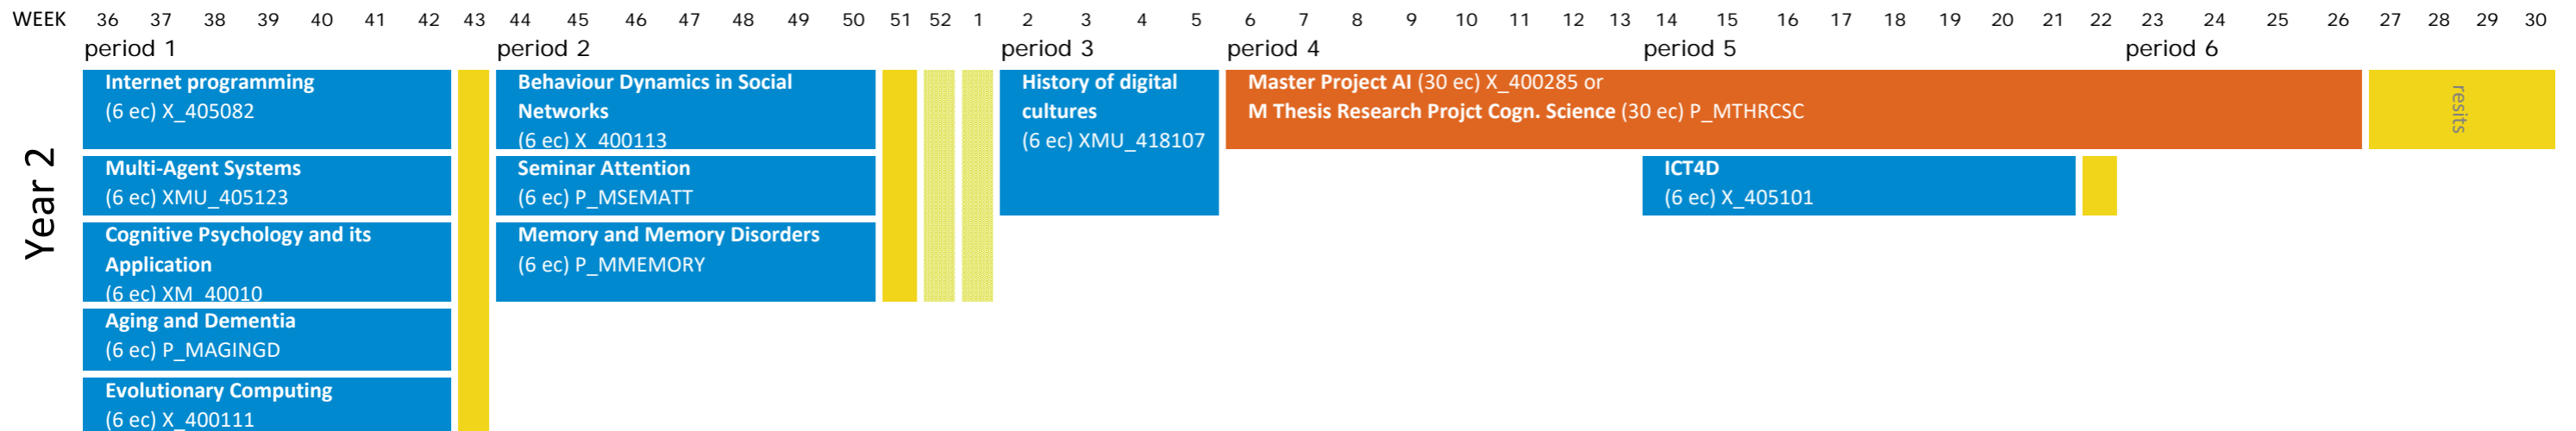 WEEK 36 37 38 39 40 41 42 43 44 45 46 47 48 49 50 51 52 1 2 3 4 5 6 7 8 9 10 11 12 13 14 15 16 17 18 19 20 21 22 23 24 25 26 27 28 29 30
period 1 period 2 period 3 period 4 period 5 period 6
Year 2
Internet programming
(6 ec) X_405082
Multi-Agent Systems
(6 ec) XMU_405123
Cognitive Psychology and its
Application
(6 ec) XM_40010
Aging and Dementia
(6 ec) P_MAGINGD
Evolutionary Computing
(6 ec) X_400111
Behaviour Dynamics in Social
Networks
(6 ec) X_400113
Seminar Attention
(6 ec) P_MSEMATT
Memory and Memory Disorders
(6 ec) P_MMEMORY
History of digital
cultures
(6 ec) XMU_418107
Master Project AI (30 ec) X_400285 or
M Thesis Research Projct Cogn. Science (30 ec) P_MTHRCSC
ICT4D
(6 ec) X_405101
resits